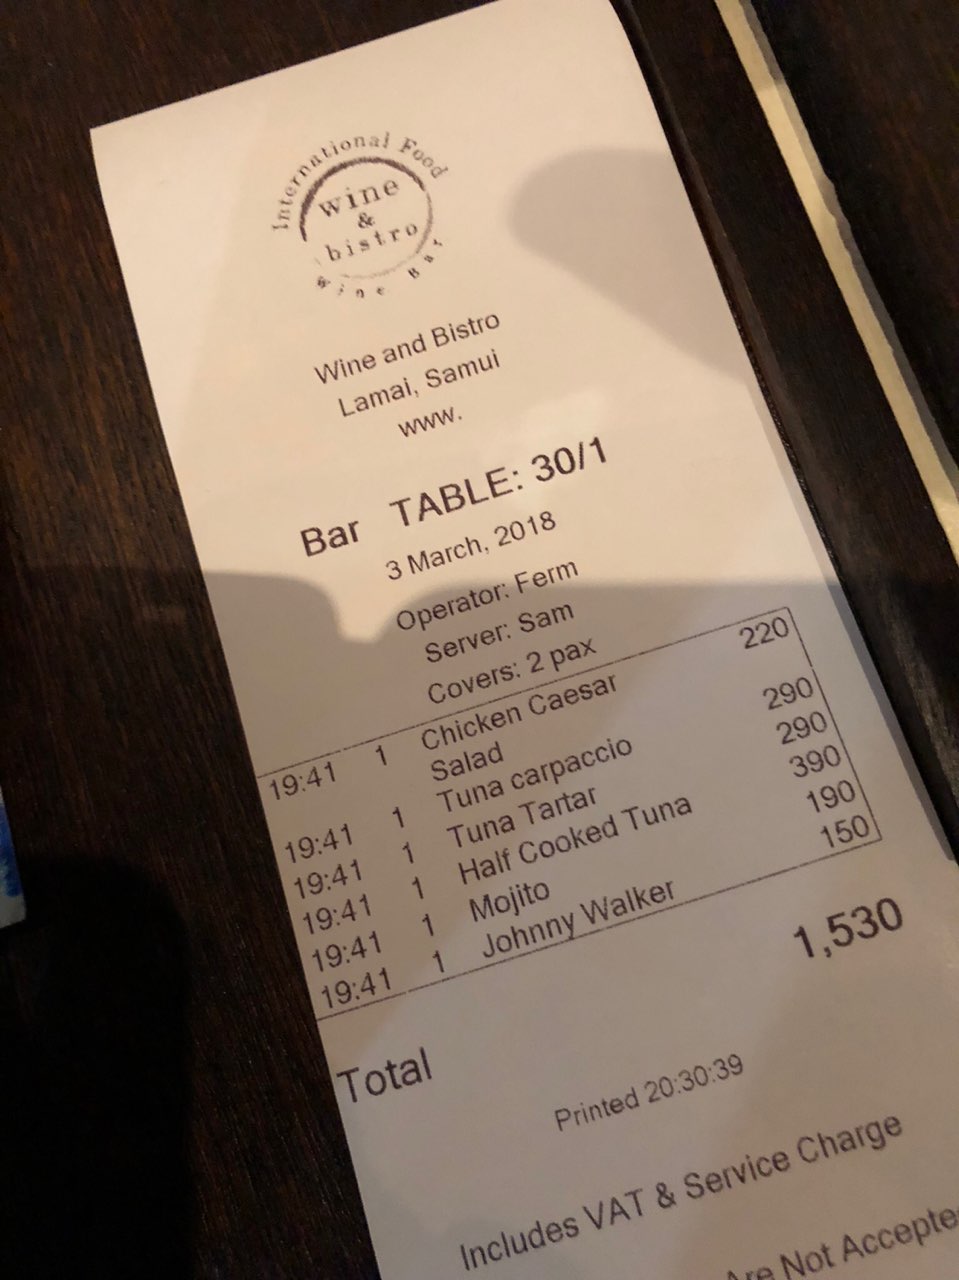 International Food
wine
&
bistro
Wine Bar
Wine and Bistro
Lamai, Samui
www.
Bar TABLE: 30/1
3 March, 2018
Operator: Ferm
Server: Sam
Covers: 2 pax
19:41 1 Chicken Caesar 220
Salad
19:41 1 Tuna carpaccio 290
19:41 1 Tuna Tartar 290
19:41 1 Half Cooked Tuna 390
19:41 1 Mojito 190
19:41 1 Johnny Walker 150
Total 1,530
Printed 20:30:39
Includes VAT & Service Charge
Are Not Accepte